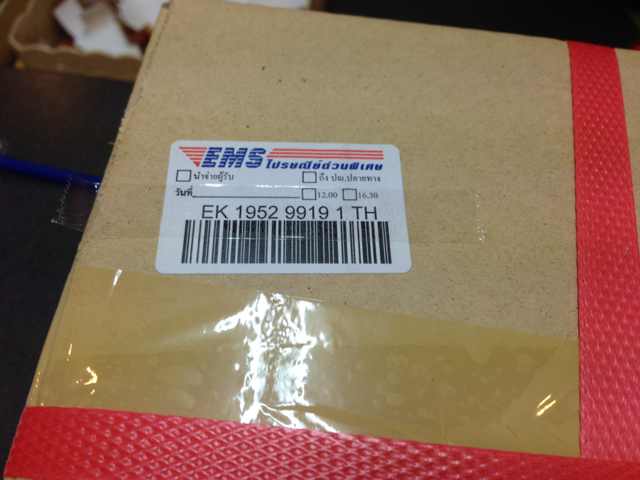 EMS ไปรษณีย์ด่วนพิเศษ
นำจ่ายผู้รับ ถึง ปณ.ปลายทาง
วันที่ 12.00 16.30
EK 1952 9919 1 TH